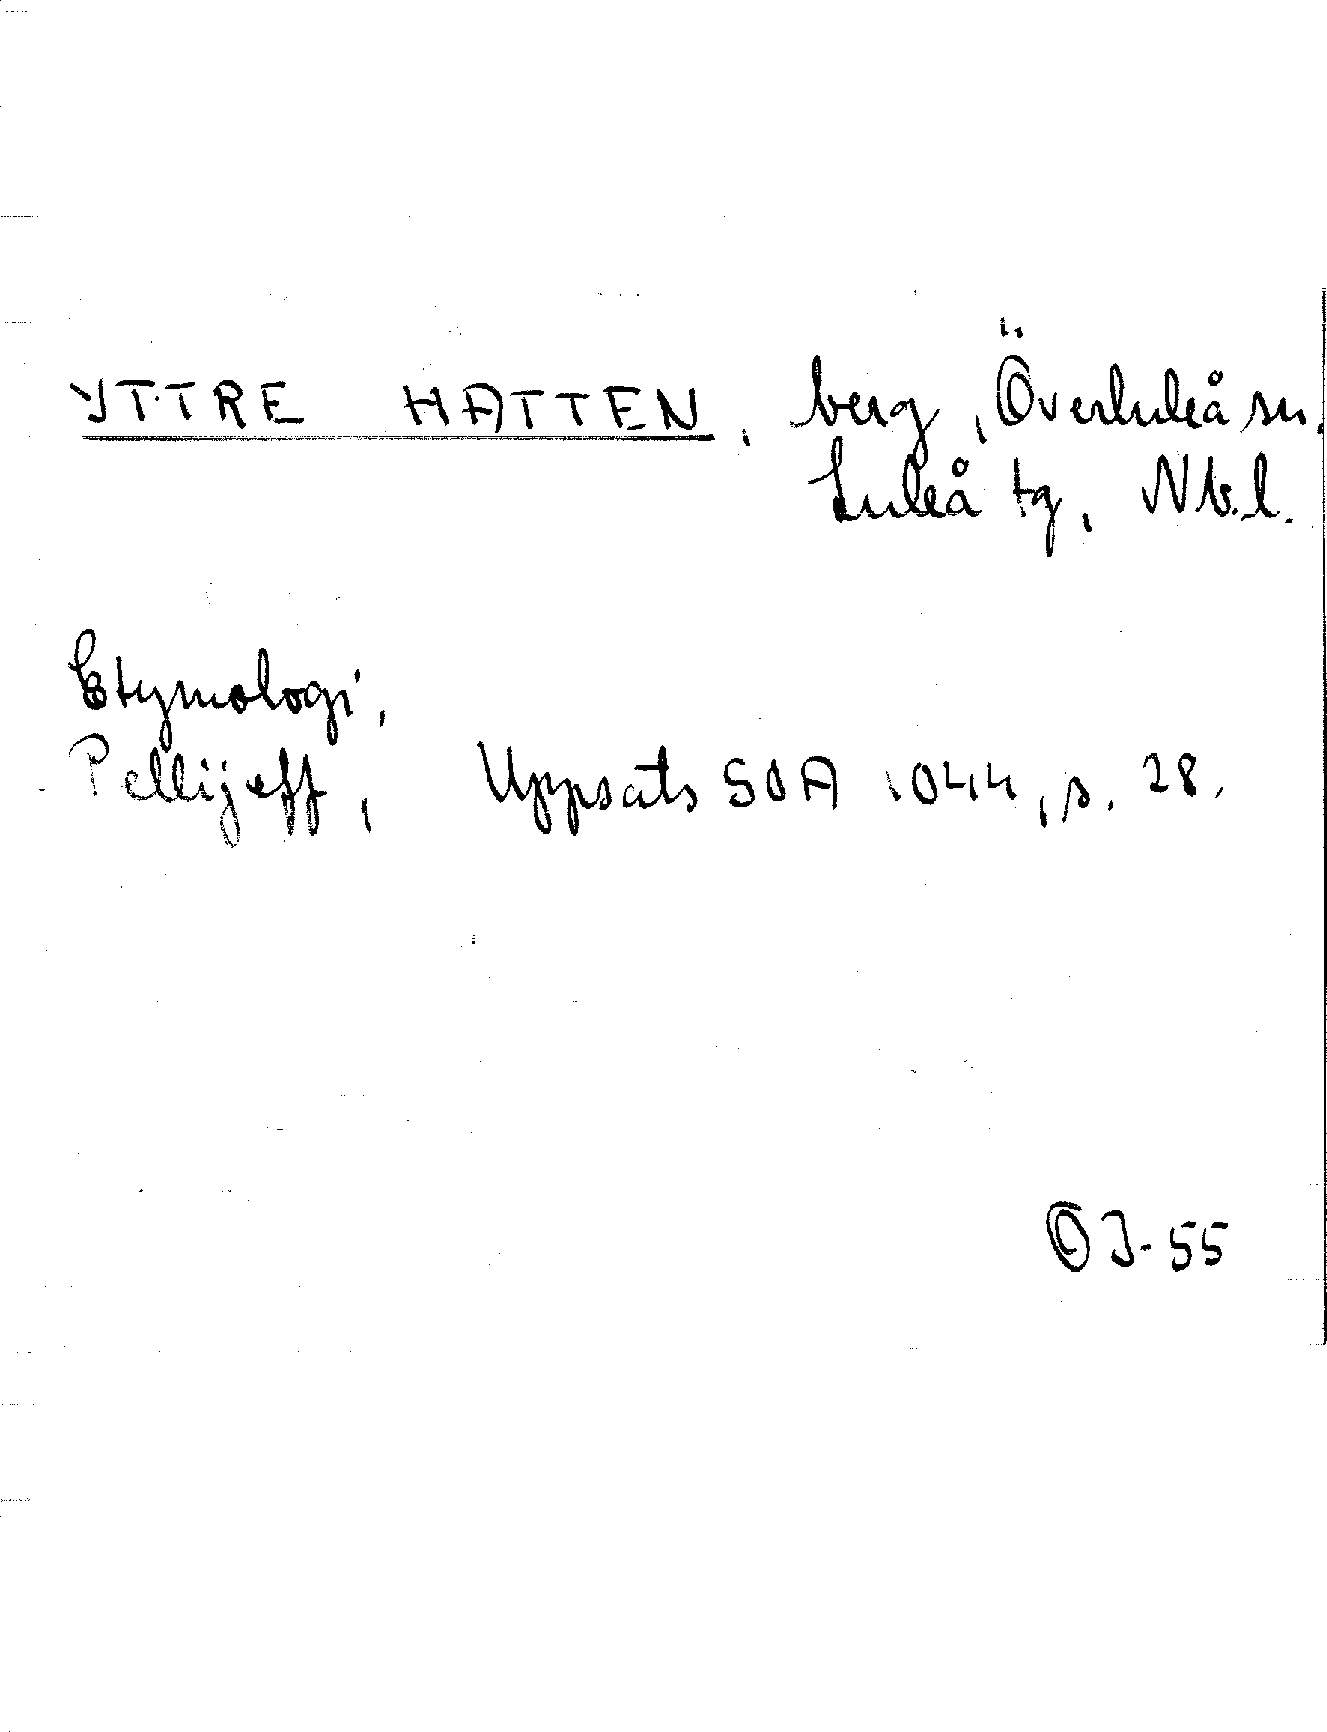 YTTRE HATTEN, berg, Överluleå sn.
Luleå tg, Nb.l.
Etymologi,
Pellijeff, Uppsats SOA 1044, s. 28.
OJ-55